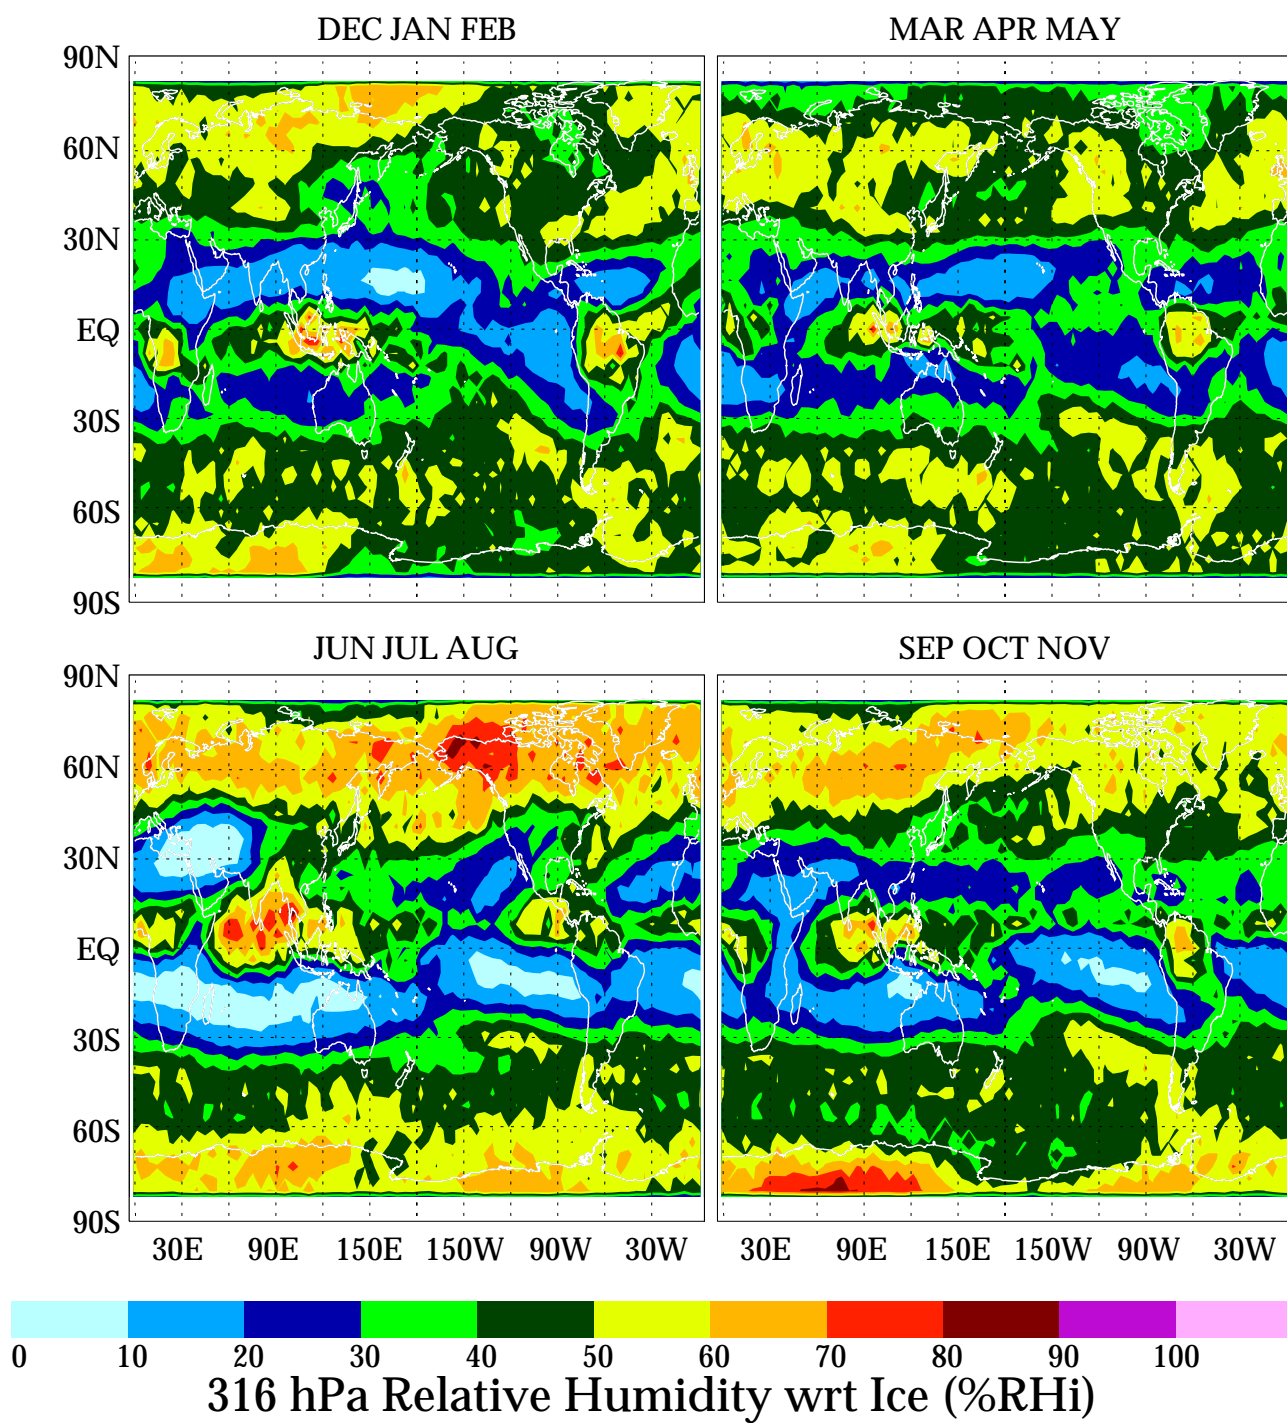 DEC JAN FEB
MAR APR MAY
90N
60N
30N
EQ
30S
60S
90S
JUN JUL AUG
SEP OCT NOV
90N
60N
30N
EQ
30S
60S
90S
30E 90E 150E 150W 90W 30W
30E 90E 150E 150W 90W 30W
0 10 20 30 40 50 60 70 80 90 100
316 hPa Relative Humidity wrt Ice (%RHi)